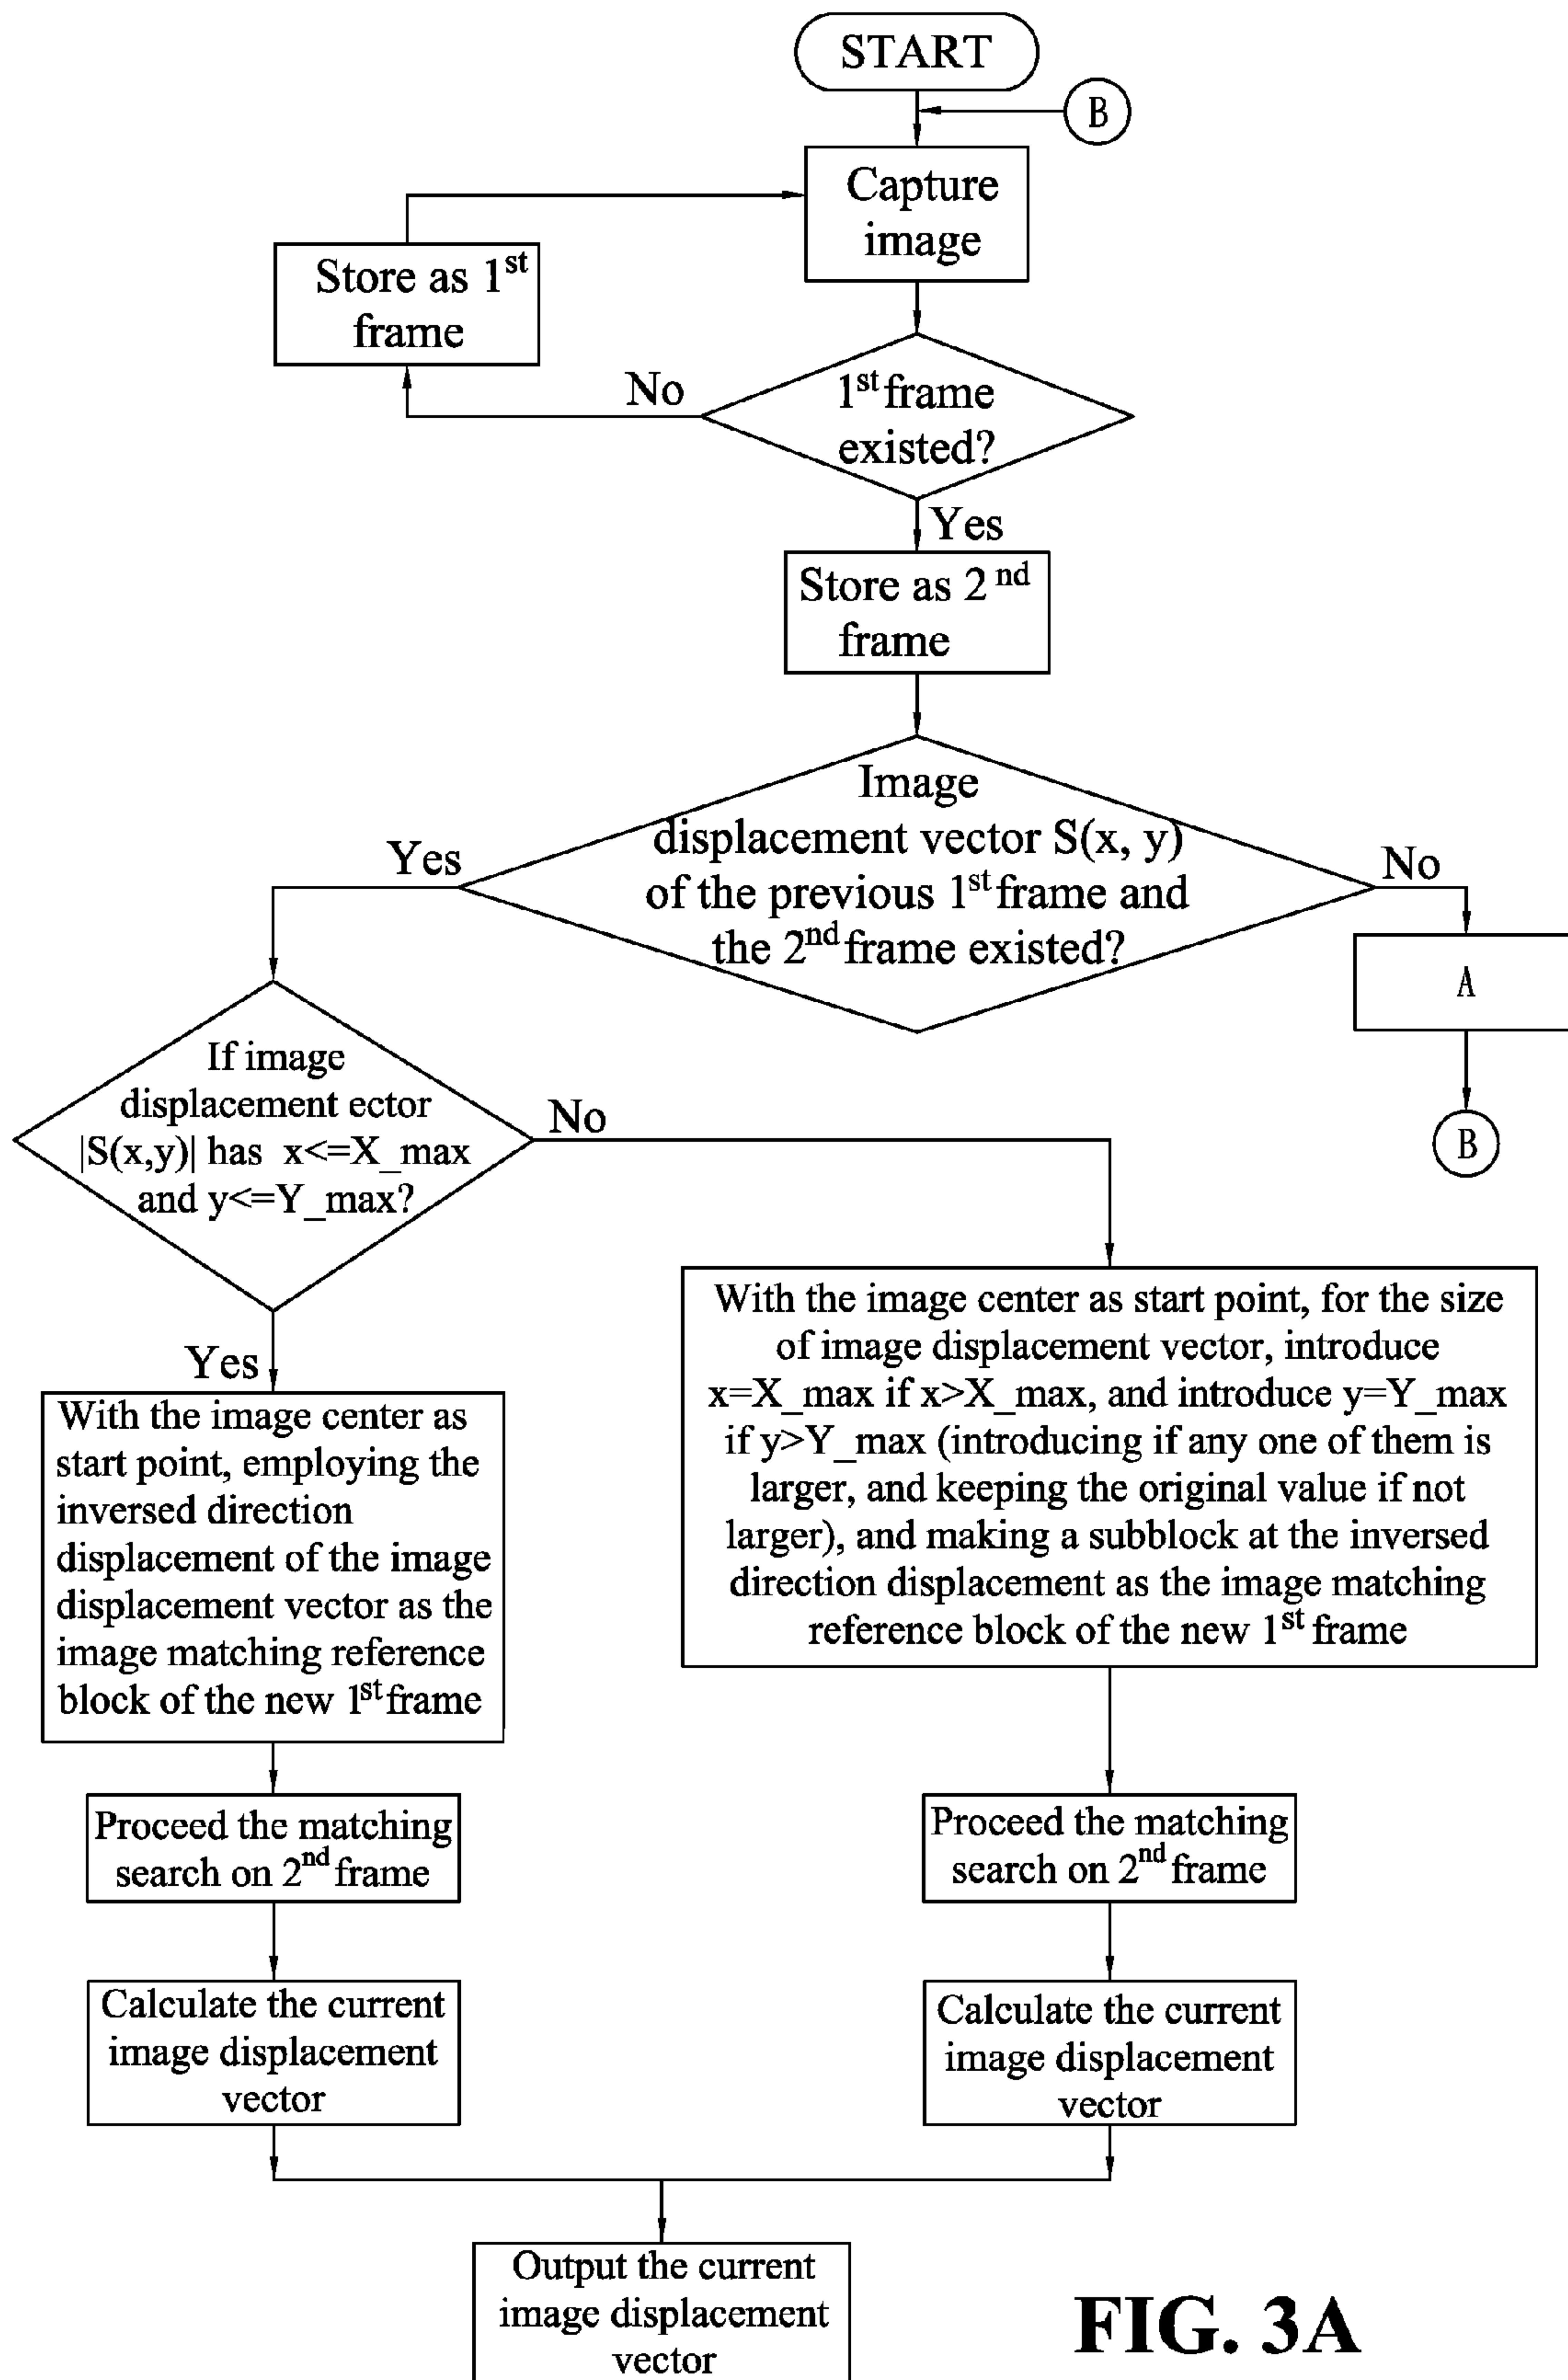 START
B
Capture
image
Store as 1st
frame
No
1st frame
existed?
Yes
Store as 2nd
frame
Image
displacement vector S(x, y)
of the previous 1st frame and
the 2nd frame existed?
Yes
No
A
B
If image
displacement ector
|S(x,y)| has x<=X_max
and y<=Y_max?
No
Yes
With the image center as
start point, employing the
inversed direction
displacement of the image
displacement vector as the
image matching reference
block of the new 1st frame
With the image center as start point, for the size
of image displacement vector, introduce
x=X_max if x>X_max, and introduce y=Y_max
if y>Y_max (introducing if any one of them is
larger, and keeping the original value if not
larger), and making a subblock at the inversed
direction displacement as the image matching
reference block of the new 1st frame
Proceed the matching
search on 2nd frame
Proceed the matching
search on 2nd frame
Calculate the current
image displacement
vector
Calculate the current
image displacement
vector
Output the current
image displacement
vector
FIG. 3A